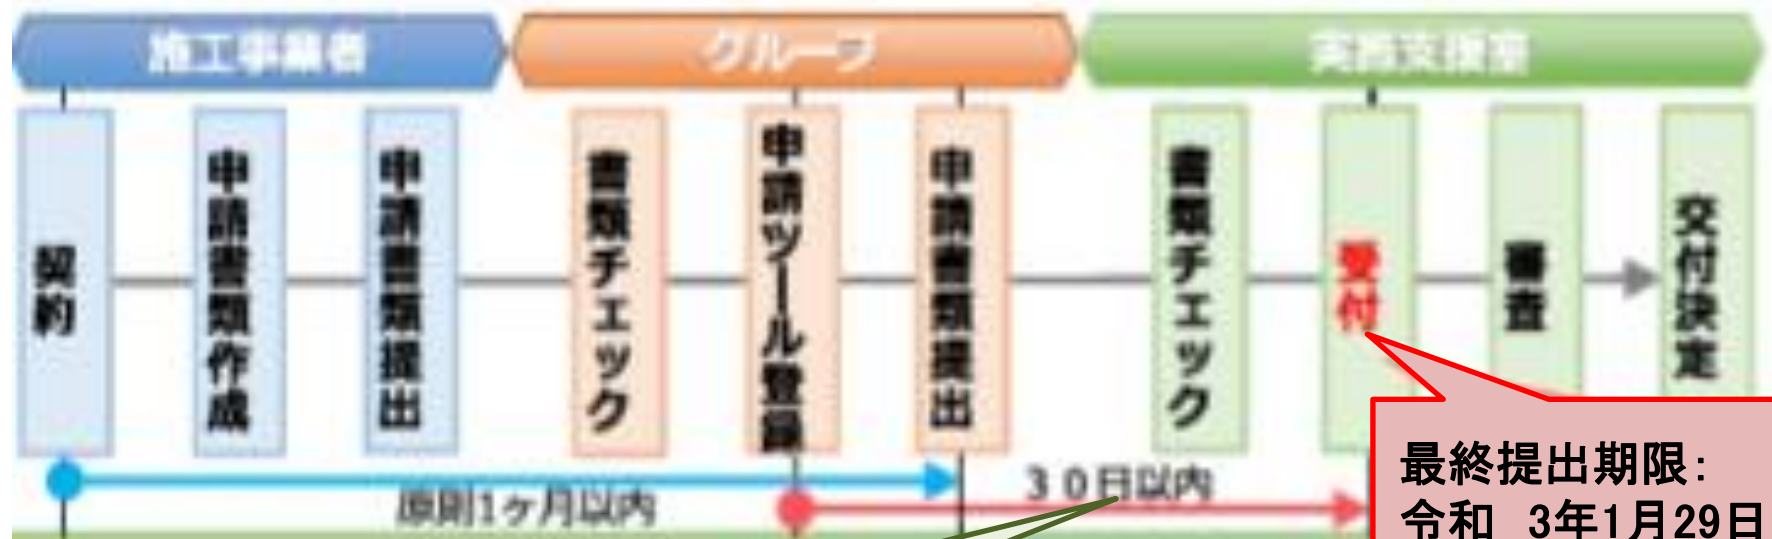 施工事業者
グループ
実施支援室
契約
申請書類作成
申請書類提出
書類チェック
申請ツール登録
申請書類提出
書類チェック
受付
審査
交付決定
原則1ヶ月以内
30日以内
最終提出期限:
令和 3年1月29日